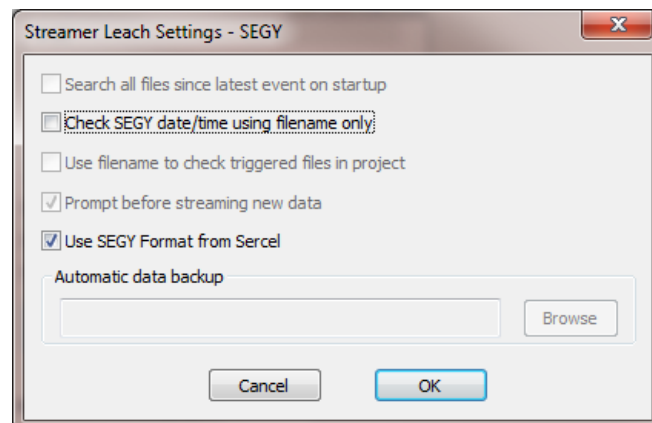 Streamer Leach Settings - SEGY
Search all files since latest event on startup
Check SEGY date/time using filename only
Use filename to check triggered files in project
Prompt before streaming new data
Use SEGY Format from Sercel
Automatic data backup
Browse
Cancel
OK